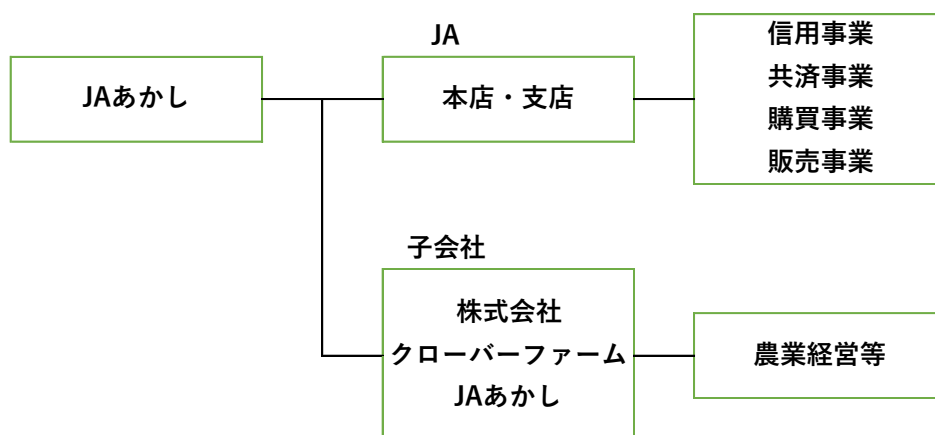 JA
JAあかし
本店・支店
信用事業
共済事業
購買事業
販売事業
子会社
株式会社
クローバーファーム
JAあかし
農業経営等